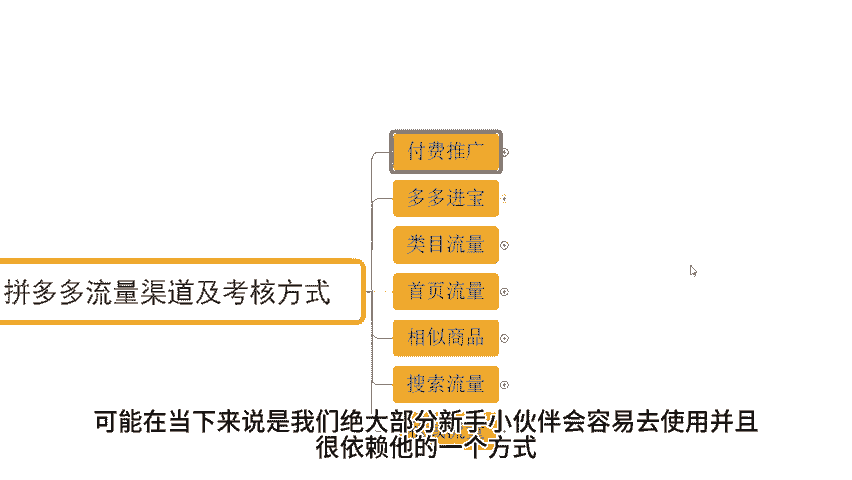 付费推广
多多进宝
类目流量
拼多多流量渠道及考核方式
首页流量
相似商品
搜索流量
可能在当下来说是我们绝大部分新手小伙伴会容易去使用并且
很依赖他的一个方式